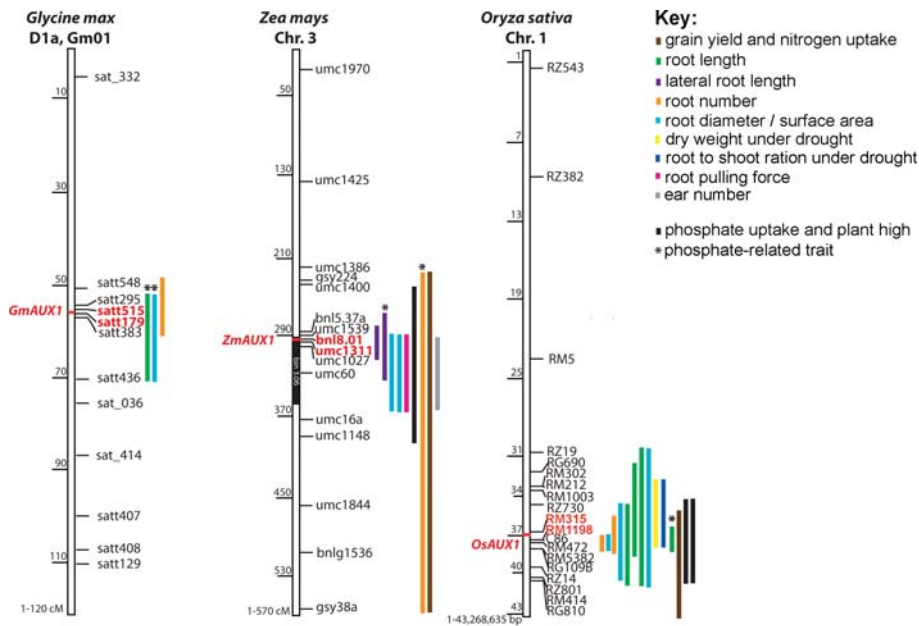 Glycine max
D1a, Gm01
sat_332
10
30
50
satt548
satt295
GmAUX1
satt515
satt179
satt383
70
satt436
sat_036
90
sat_414
satt407
satt408
110
satt129
1-120 cM
Zea mays
Chr. 3
umc1970
50
130
umc1425
210
umc1386
gsy224
umc1400
bnl5.37a
290
umc1539
ZmAUX1
bnl8.01
umc1311
umc1027
umc60
bin 3.06
370
umc16a
umc1148
450
umc1844
bnlg1536
530
gsy38a
1-570 cM
Oryza sativa
Chr. 1
1
RZ543
7
RZ382
13
19
RM5
25
31
RZ19
RG690
RM302
34
RM212
RM1003
RZ730
RM315
37
RM1198
OsAUX1
C86
RM472
RM5382
40
RG109B
RZ14
RZ801
RM414
43
RG810
1-43,268,635 bp
Key:
grain yield and nitrogen uptake
root length
lateral root length
root number
root diameter / surface area
dry weight under drought
root to shoot ration under drought
root pulling force
ear number
phosphate uptake and plant high
* phosphate-related trait
**
*
*
*